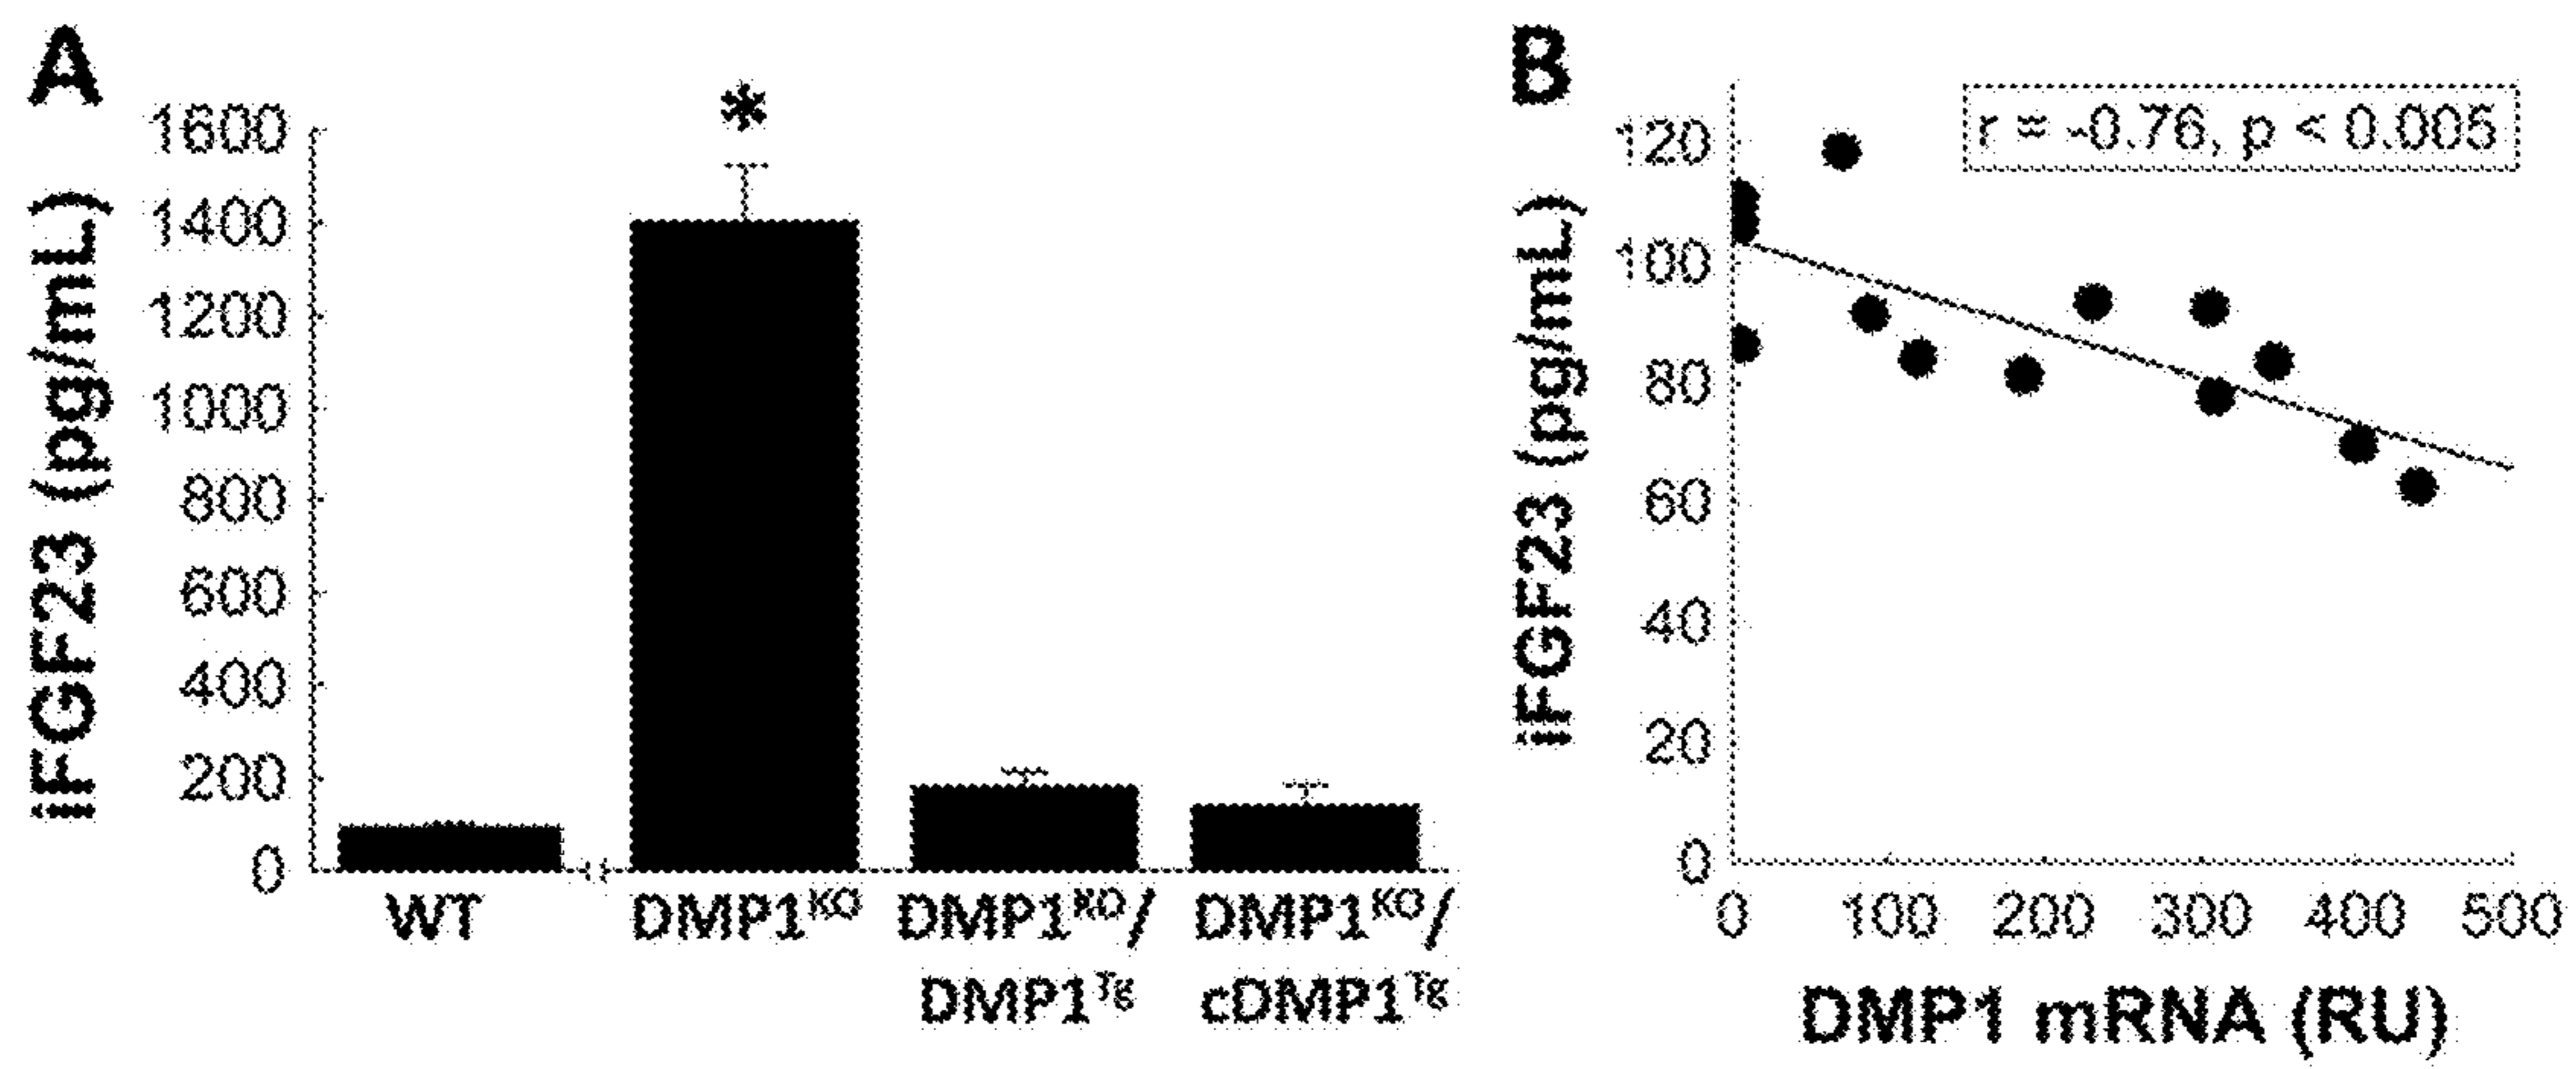 A
*
1600
1400
1200
1000
800
600
400
200
0
iFGF23 (pg/mL)
WT
DMP1KO
DMP1KO/
DMP1Tg
DMP1KO/
cDMP1Tg
B
r = -0.76, p < 0.005
120
100
80
60
40
20
0
iFGF23 (pg/mL)
0 100 200 300 400 500
DMP1 mRNA (RU)